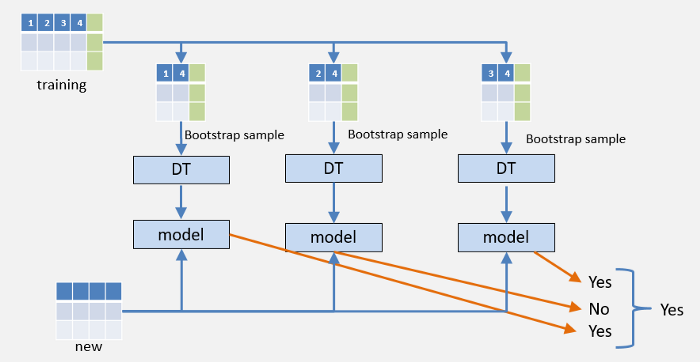 1 2 3 4
training
1 4
2 4
3 4
Bootstrap sample
Bootstrap sample
Bootstrap sample
DT
DT
DT
model
model
model
new
Yes
No
Yes
Yes